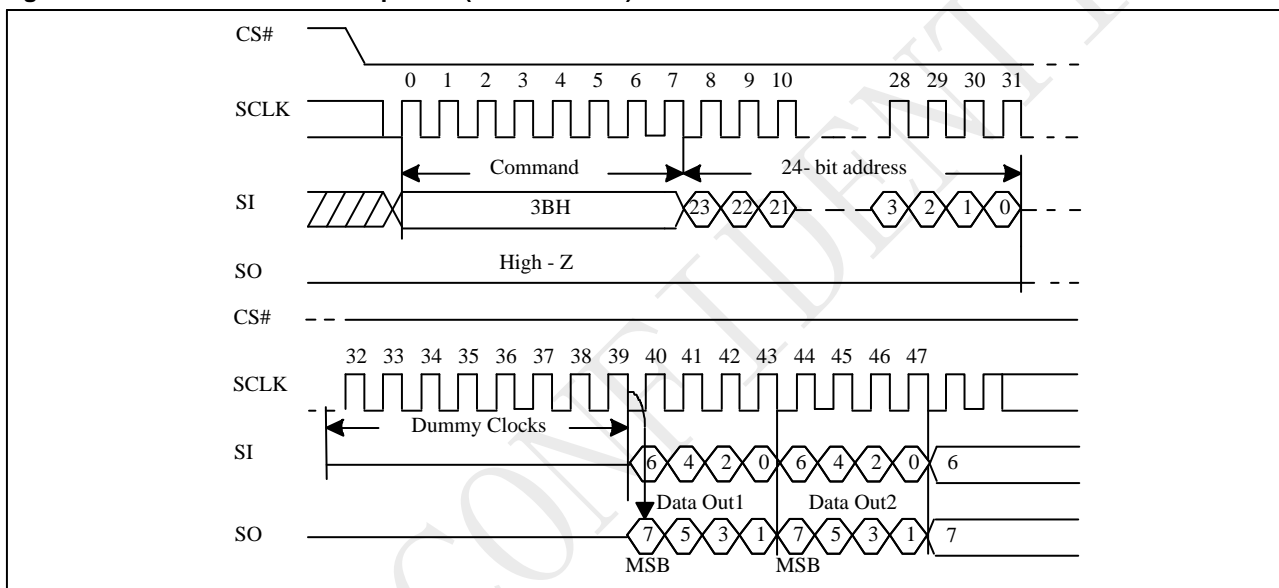 CS#
0 1 2 3 4 5 6 7 8 9 10 28 29 30 31
SCLK
Command 24- bit address
SI 3BH 23 22 21 3 2 1 0
SO High - Z
CS#
32 33 34 35 36 37 38 39 40 41 42 43 44 45 46 47
SCLK
Dummy Clocks
SI 6 4 2 0 6 4 2 0 6
Data Out1 Data Out2
SO 7 5 3 1 7 5 3 1 7
MSB MSB